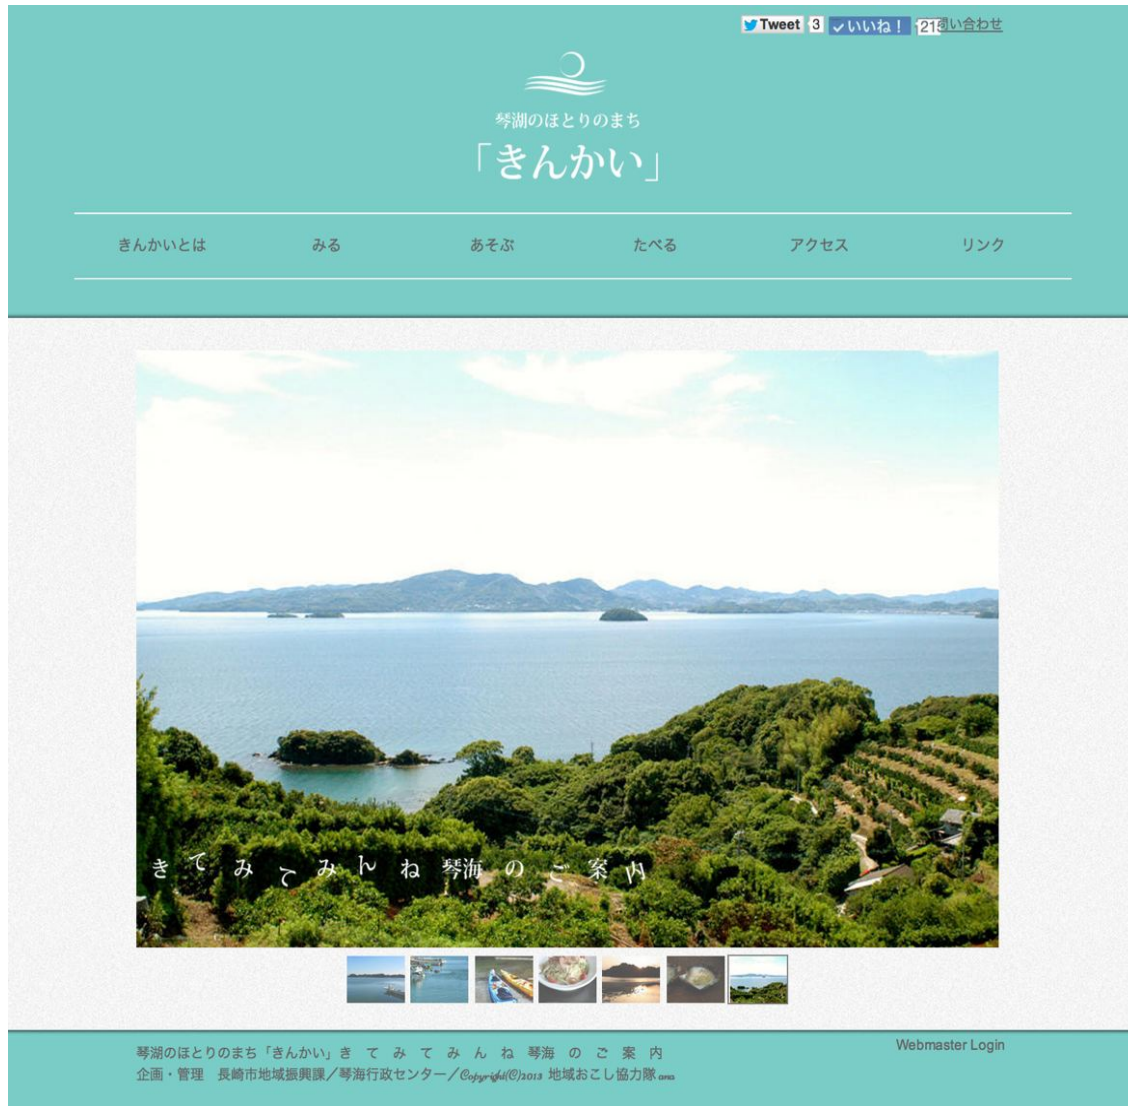 Tweet 3 いいね！ 215 い合わせ
琴湖のほとりのまち
「きんかい」
きんかいとは みる あそぶ たべる アクセス リンク
きてみてみんね 琴海のご案内
琴湖のほとりのまち「きんかい」き て み て み ん ね 琴海 の ご 案 内
Webmaster Login
企画・管理 長崎市地域振興課／琴海行政センター／Copyright(C)2013 地域おこし協力隊